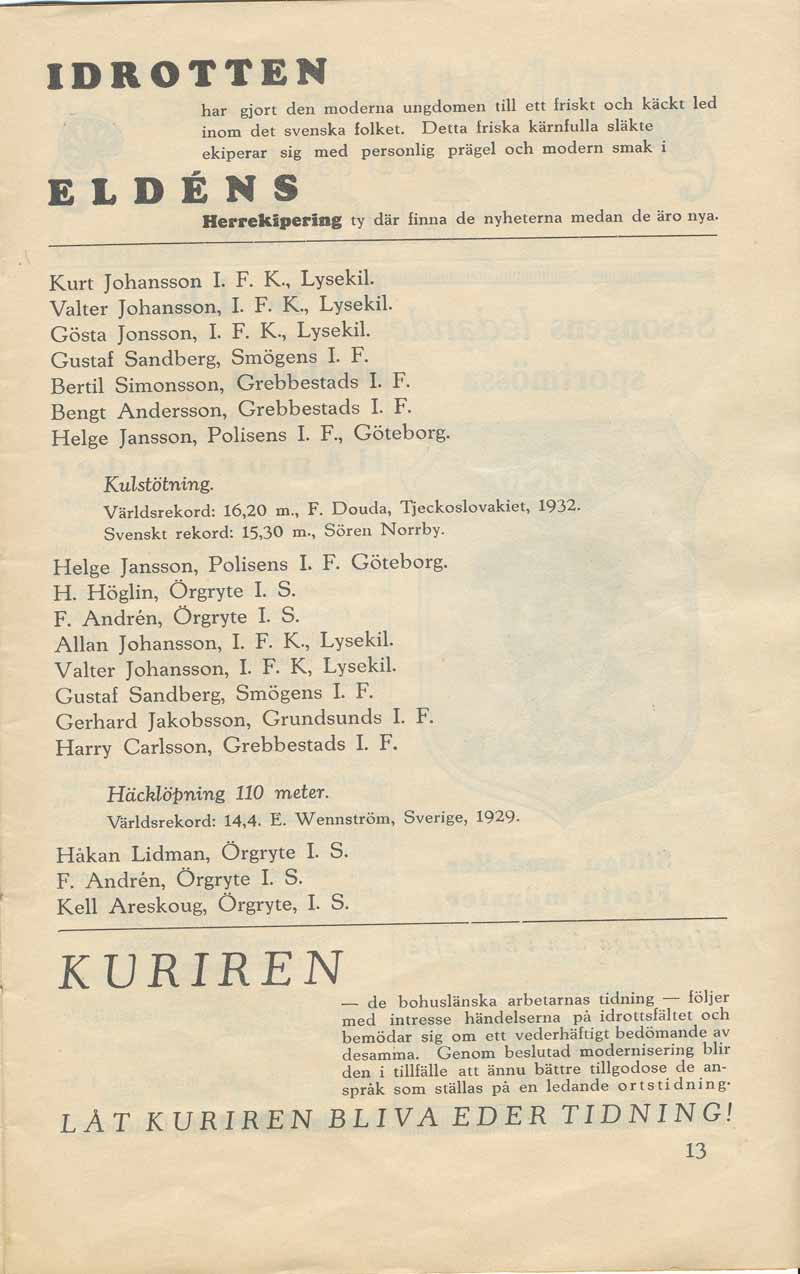 IDROTTEN
har gjort den moderna ungdomen till ett friskt och käckt led
inom det svenska folket. Detta friska kärnfulla släkte
ekiperar sig med personlig prägel och modern smak i
ELDÉNS
Herrekipering ty där finna de nyheterna medan de äro nya.
Kurt Johansson I. F. K., Lysekil.
Valter Johansson, I. F. K., Lysekil.
Gösta Jonsson, I. F. K., Lysekil.
Gustaf Sandberg, Smögens I. F.
Bertil Simonsson, Grebbestads I. F.
Bengt Andersson, Grebbestads I. F.
Helge Jansson, Polisens I. F., Göteborg.
Kulstötning.
Världsrekord: 16,20 m., F. Douda, Tjeckoslovakiet, 1932.
Svenskt rekord: 15,30 m., Sören Norrby.
Helge Jansson, Polisens I. F. Göteborg.
H. Höglin, Örgryte I. S.
F. Andrén, Örgryte I. S.
Allan Johansson, I. F. K., Lysekil.
Valter Johansson, I. F. K, Lysekil.
Gustaf Sandberg, Smögens I. F.
Gerhard Jakobsson, Grundsunds I. F.
Harry Carlsson, Grebbestads I. F.
Häcklöpning 110 meter.
Världsrekord: 14,4. E. Wennström, Sverige, 1929.
Håkan Lidman, Örgryte I. S.
F. Andrén, Örgryte I. S.
Kell Areskoug, Örgryte, I. S.
KURIREN
— de bohuslänska arbetarnas tidning — följer
med intresse händelserna på idrottsfältet och
bemödar sig om ett vederhäftigt bedömande av
desamma. Genom beslutad modernisering blir
den i tillfälle att ännu bättre tillgodose de an-
språk som ställas på en ledande ortstidning.
LÅT KURIREN BLIVA EDER TIDNING!
13